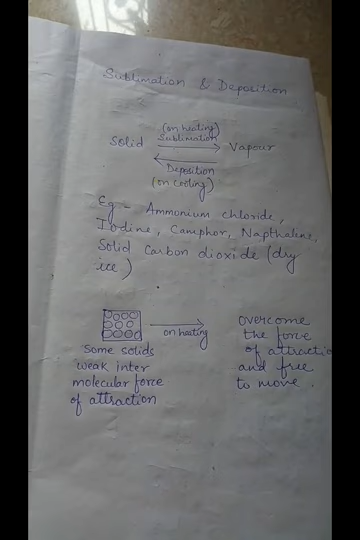 Sublimation & Deposition
(on heating)
Sublimation
Solid Vapour
Deposition
(on cooling)
Eg - Ammonium chloride,
Iodine, Camphor, Napthalene,
Solid Carbon dioxide (dry
ice)
on heating
Some solids
weak inter
molecular force
of attraction
overcome
the force
of attractio
and free
to move.